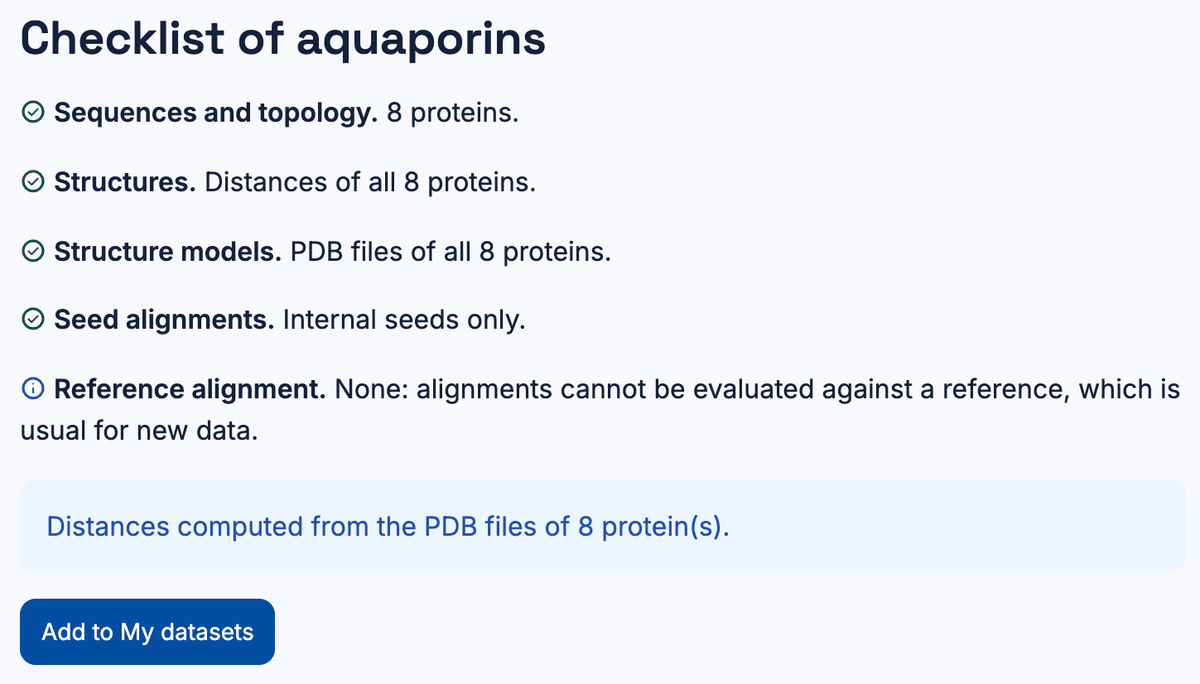 Checklist of aquaporins
Sequences and topology. 8 proteins.
Structures. Distances of all 8 proteins.
Structure models. PDB files of all 8 proteins.
Seed alignments. Internal seeds only.
Reference alignment. None: alignments cannot be evaluated against a reference, which is
usual for new data.
Distances computed from the PDB files of 8 protein(s).
Add to My datasets